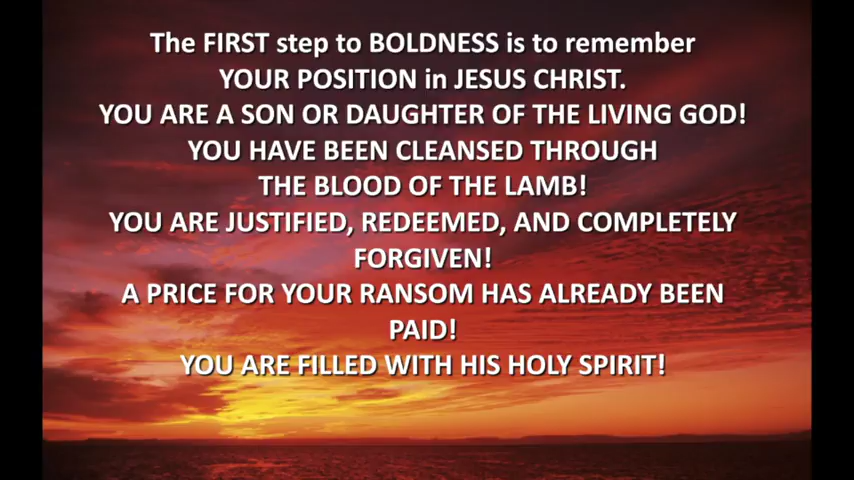 The FIRST step to BOLDNESS is to remember
YOUR POSITION in JESUS CHRIST.
YOU ARE A SON OR DAUGHTER OF THE LIVING GOD!
YOU HAVE BEEN CLEANSED THROUGH
THE BLOOD OF THE LAMB!
YOU ARE JUSTIFIED, REDEEMED, AND COMPLETELY
FORGIVEN!
A PRICE FOR YOUR RANSOM HAS ALREADY BEEN
PAID!
YOU ARE FILLED WITH HIS HOLY SPIRIT!